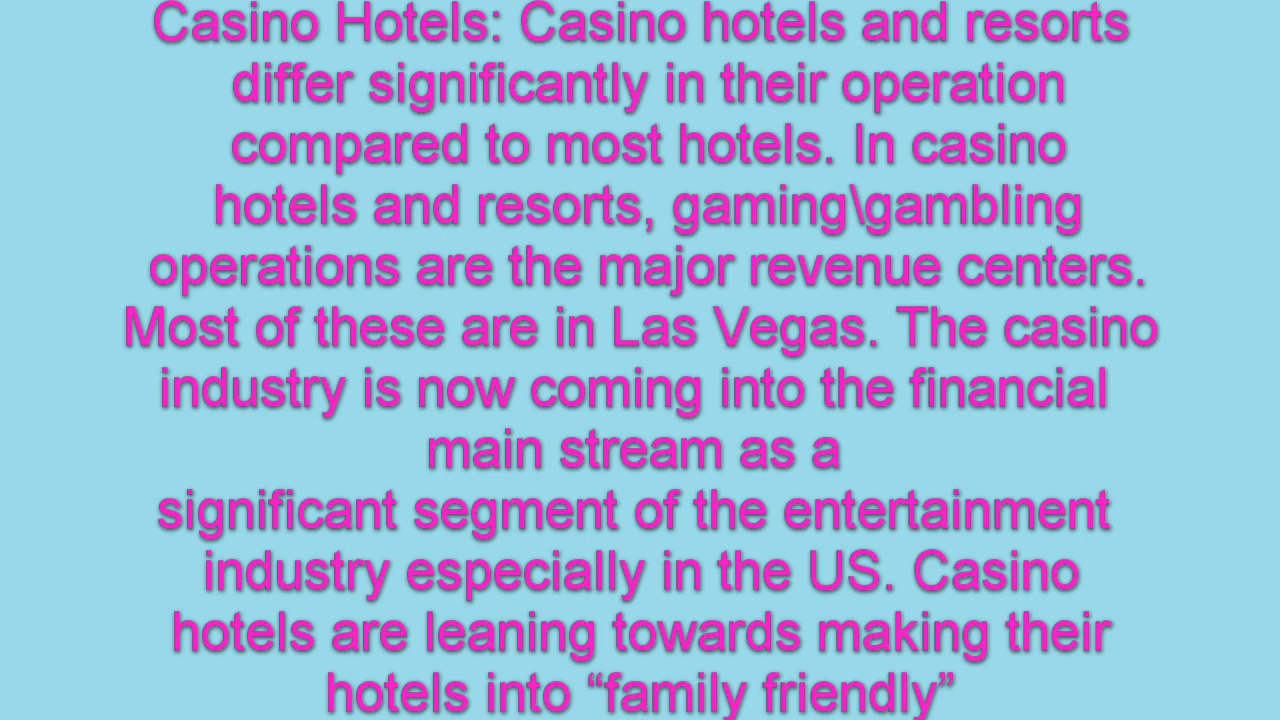 Casino Hotels: Casino hotels and resorts
differ significantly in their operation
compared to most hotels. In casino
hotels and resorts, gaming\gambling
operations are the major revenue centers.
Most of these are in Las Vegas. The casino
industry is now coming into the financial
main stream as a
significant segment of the entertainment
industry especially in the US. Casino
hotels are leaning towards making their
hotels into “family friendly”